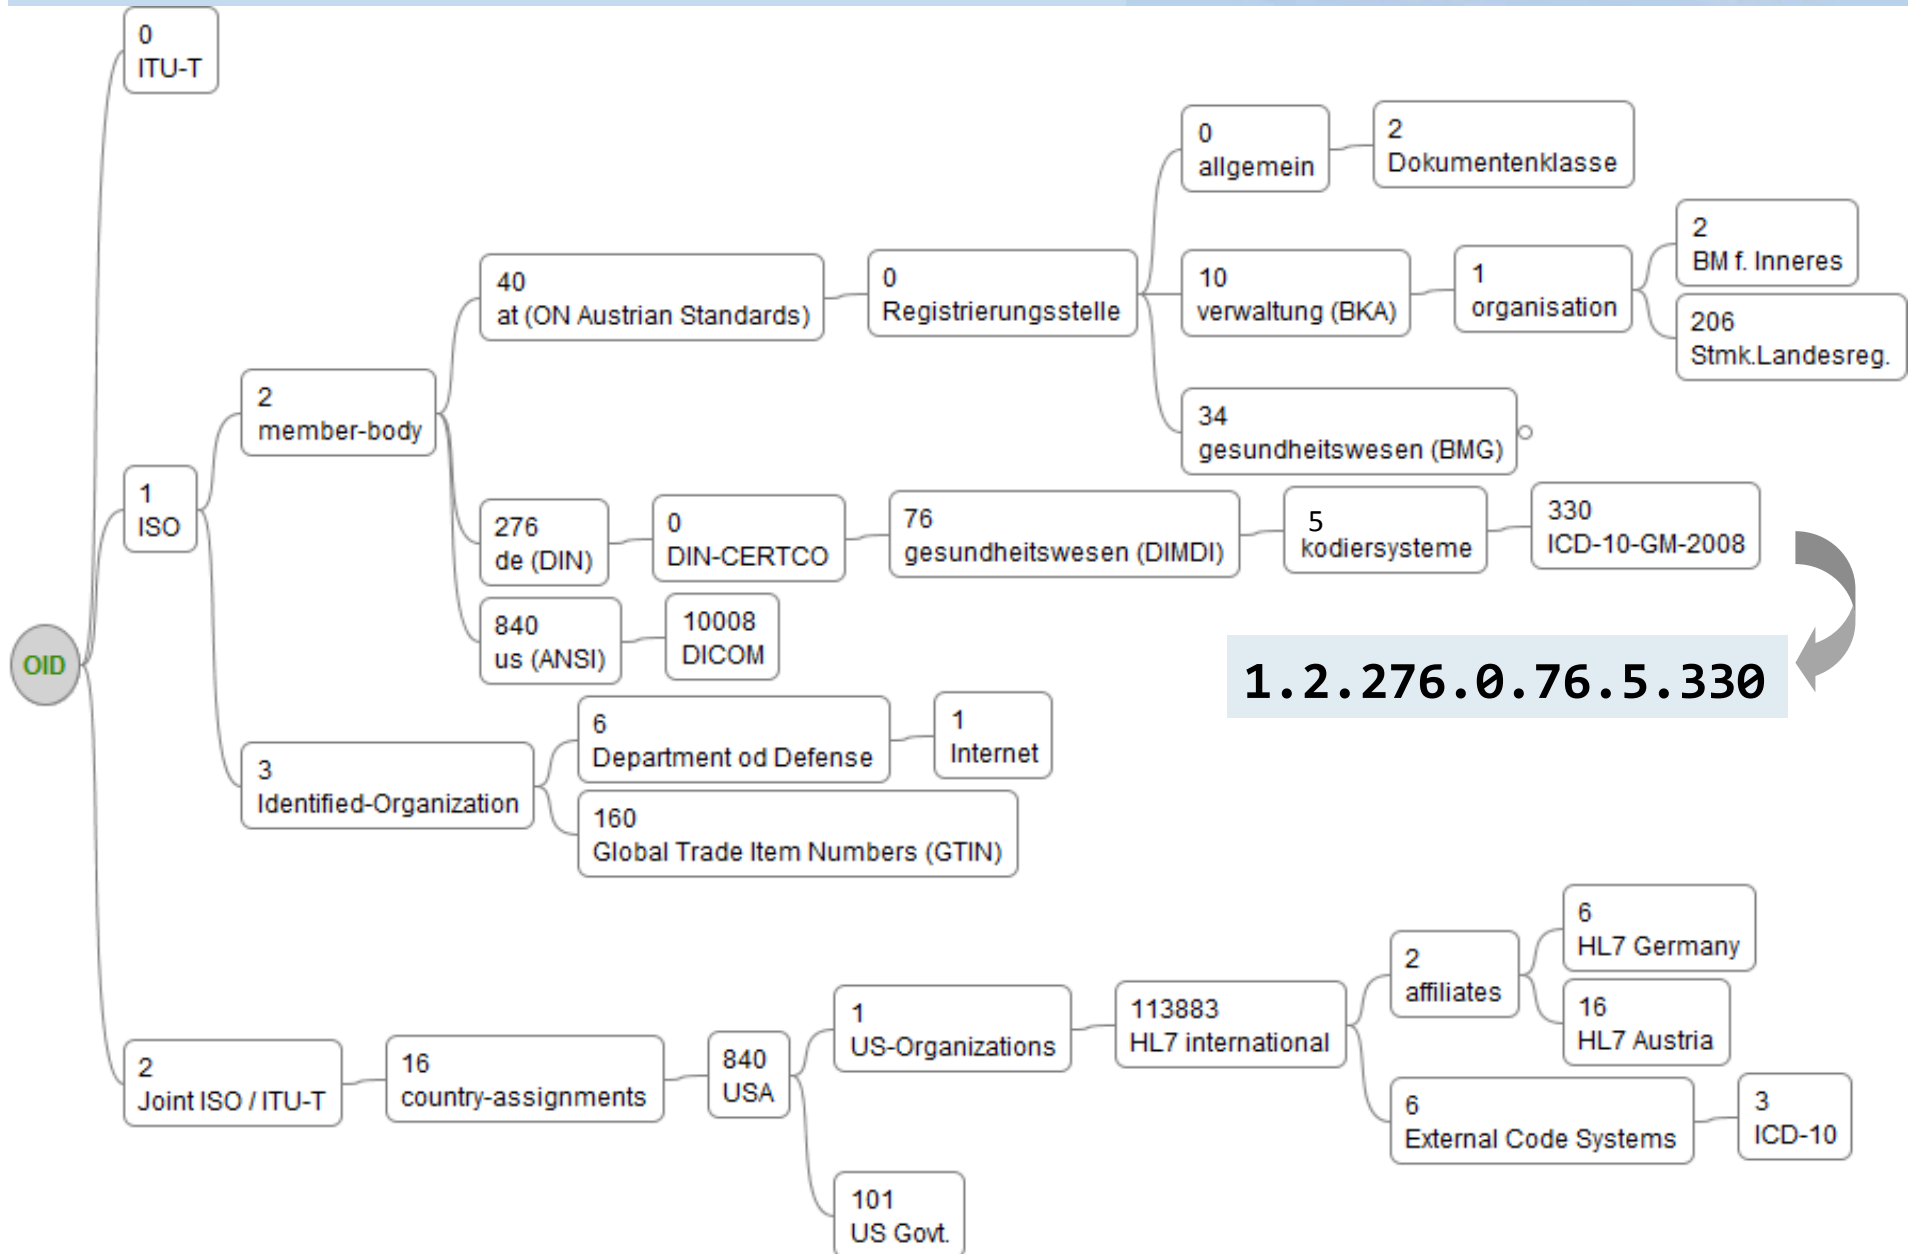 0
ITU-T
0
allgemein
2
Dokumentenklasse
2
BM f. Inneres
40
at (ON Austrian Standards)
0
Registrierungsstelle
10
verwaltung (BKA)
1
organisation
206
Stmk.Landesreg.
2
member-body
34
gesundheitswesen (BMG)
1
ISO
276
de (DIN)
0
DIN-CERTCO
76
gesundheitswesen (DIMDI)
5
kodiersysteme
330
ICD-10-GM-2008
840
us (ANSI)
10008
DICOM
OID
1.2.276.0.76.5.330
6
Department od Defense
1
Internet
3
Identified-Organization
160
Global Trade Item Numbers (GTIN)
6
HL7 Germany
2
affiliates
1
US-Organizations
113883
HL7 international
16
HL7 Austria
2
Joint ISO / ITU-T
16
country-assignments
840
USA
6
External Code Systems
3
ICD-10
101
US Govt.